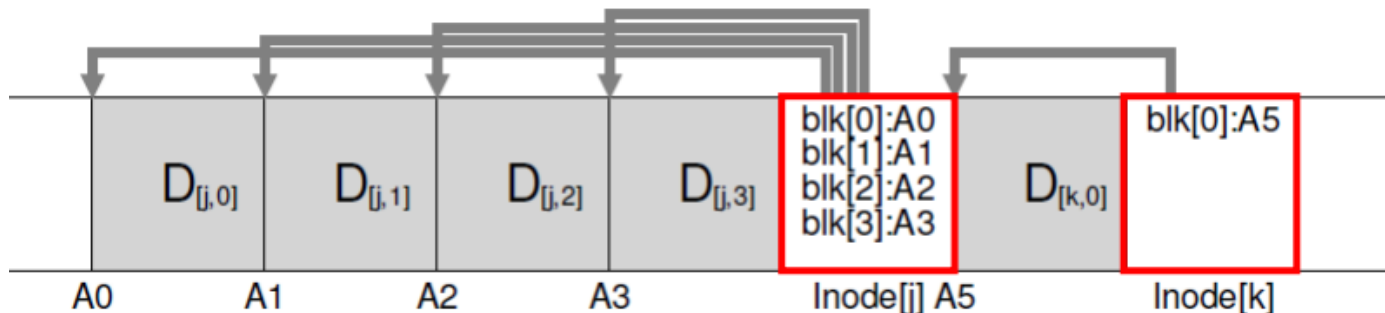 blk[0]:A0
blk[1]:A1
blk[2]:A2
blk[3]:A3
blk[0]:A5
D[j,0]
D[j,1]
D[j,2]
D[j,3]
D[k,0]
A0
A1
A2
A3
Inode[j]
A5
Inode[k]